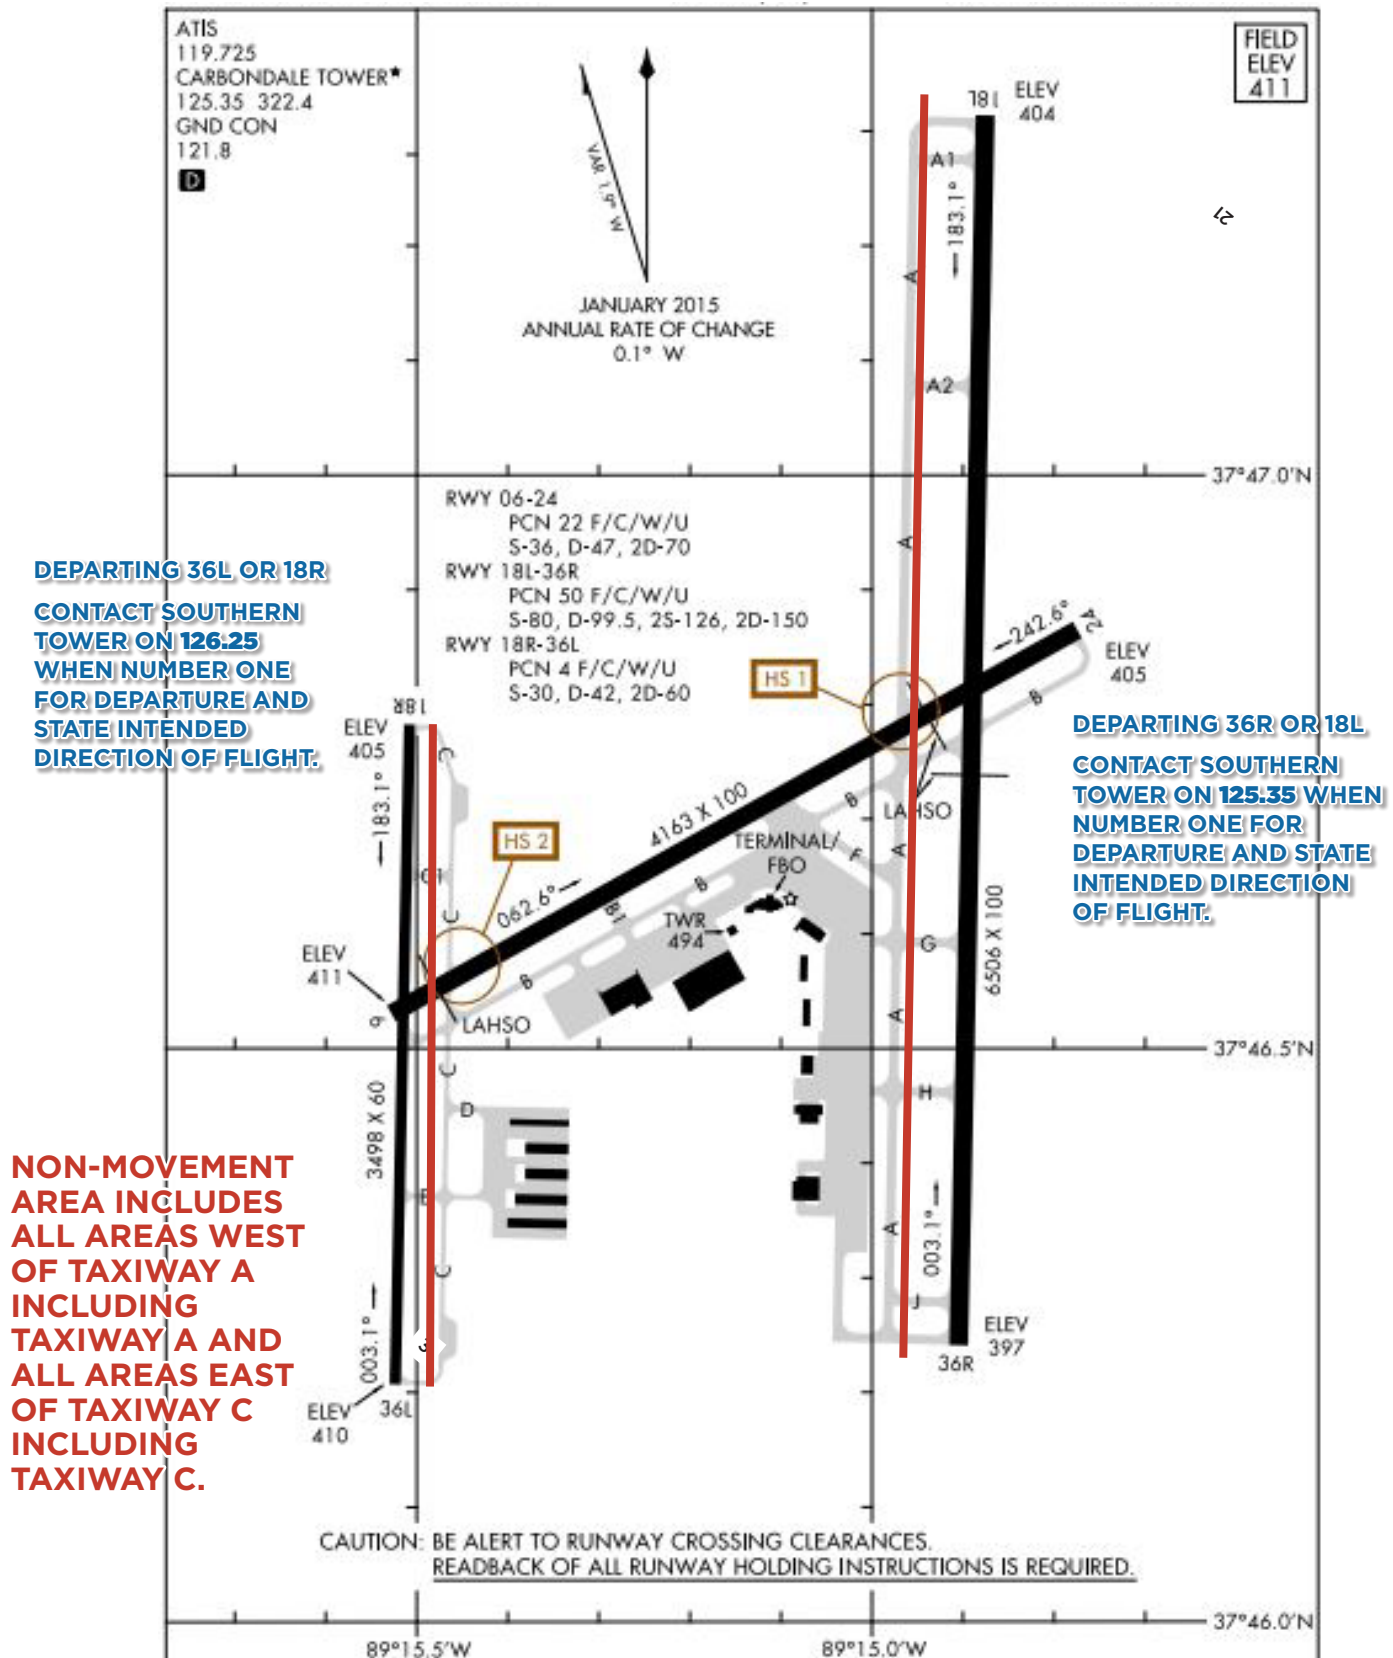 ATIS
119.725
CARBONDALE TOWER★
125.35 322.4
GND CON
121.8
D
VAR 1.9° W
JANUARY 2015
ANNUAL RATE OF CHANGE
0.1° W
FIELD
ELEV
411
18L
ELEV
404
A1
183.1°
21
A
A2
37°47.0'N
RWY 06-24
PCN 22 F/C/W/U
S-36, D-47, 2D-70
RWY 18L-36R
PCN 50 F/C/W/U
S-80, D-99.5, 2S-126, 2D-150
RWY 18R-36L
PCN 4 F/C/W/U
S-30, D-42, 2D-60
A
DEPARTING 36L OR 18R
CONTACT SOUTHERN
TOWER ON 126.25
WHEN NUMBER ONE
FOR DEPARTURE AND
STATE INTENDED
DIRECTION OF FLIGHT.
242.6°
24
ELEV
405
HS 1
B
18R
ELEV
405
C
183.1°
DEPARTING 36R OR 18L
CONTACT SOUTHERN
TOWER ON 125.35 WHEN
NUMBER ONE FOR
DEPARTURE AND STATE
INTENDED DIRECTION
OF FLIGHT.
4163 X 100
B
LAHSO
HS 2
TERMINAL/
FBO
F
A
C1
062.6°
B
B1
C
TWR
494
G
6506 X 100
ELEV
411
B
6
LAHSO
A
37°46.5'N
C
D
3498 X 60
H
E
NON-MOVEMENT
AREA INCLUDES
ALL AREAS WEST
OF TAXIWAY A
INCLUDING
TAXIWAY A AND
ALL AREAS EAST
OF TAXIWAY C
INCLUDING
TAXIWAY C.
A
003.1°
C
003.1°
J
3
ELEV
397
36R
ELEV
410
36L
CAUTION: BE ALERT TO RUNWAY CROSSING CLEARANCES.
READBACK OF ALL RUNWAY HOLDING INSTRUCTIONS IS REQUIRED.
37°46.0'N
89°15.5'W
89°15.0'W